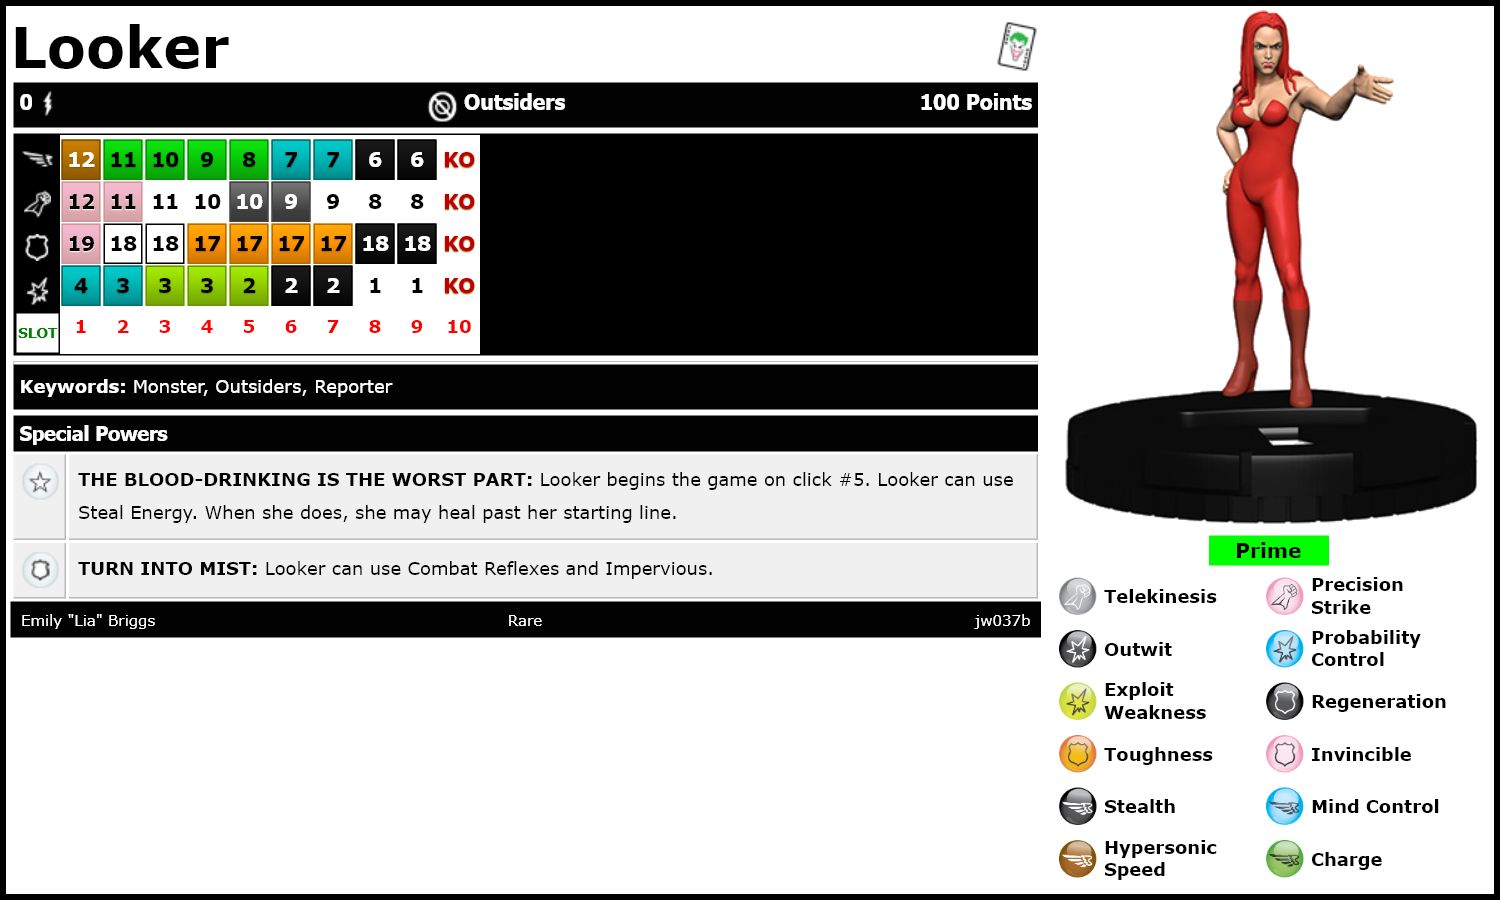 Looker
0 Outsiders 100 Points
12 11 10 9 8 7 7 6 6 KO
12 11 11 10 10 9 9 8 8 KO
19 18 18 17 17 17 17 18 18 KO
4 3 3 3 2 2 2 1 1 KO
SLOT 1 2 3 4 5 6 7 8 9 10
Keywords: Monster, Outsiders, Reporter
Special Powers
THE BLOOD-DRINKING IS THE WORST PART: Looker begins the game on click #5. Looker can use
Steal Energy. When she does, she may heal past her starting line.
TURN INTO MIST: Looker can use Combat Reflexes and Impervious.
Emily "Lia" Briggs Rare jw037b
Prime
Telekinesis
Precision
Strike
Outwit
Probability
Control
Exploit
Weakness
Regeneration
Toughness
Invincible
Stealth
Mind Control
Hypersonic
Speed
Charge